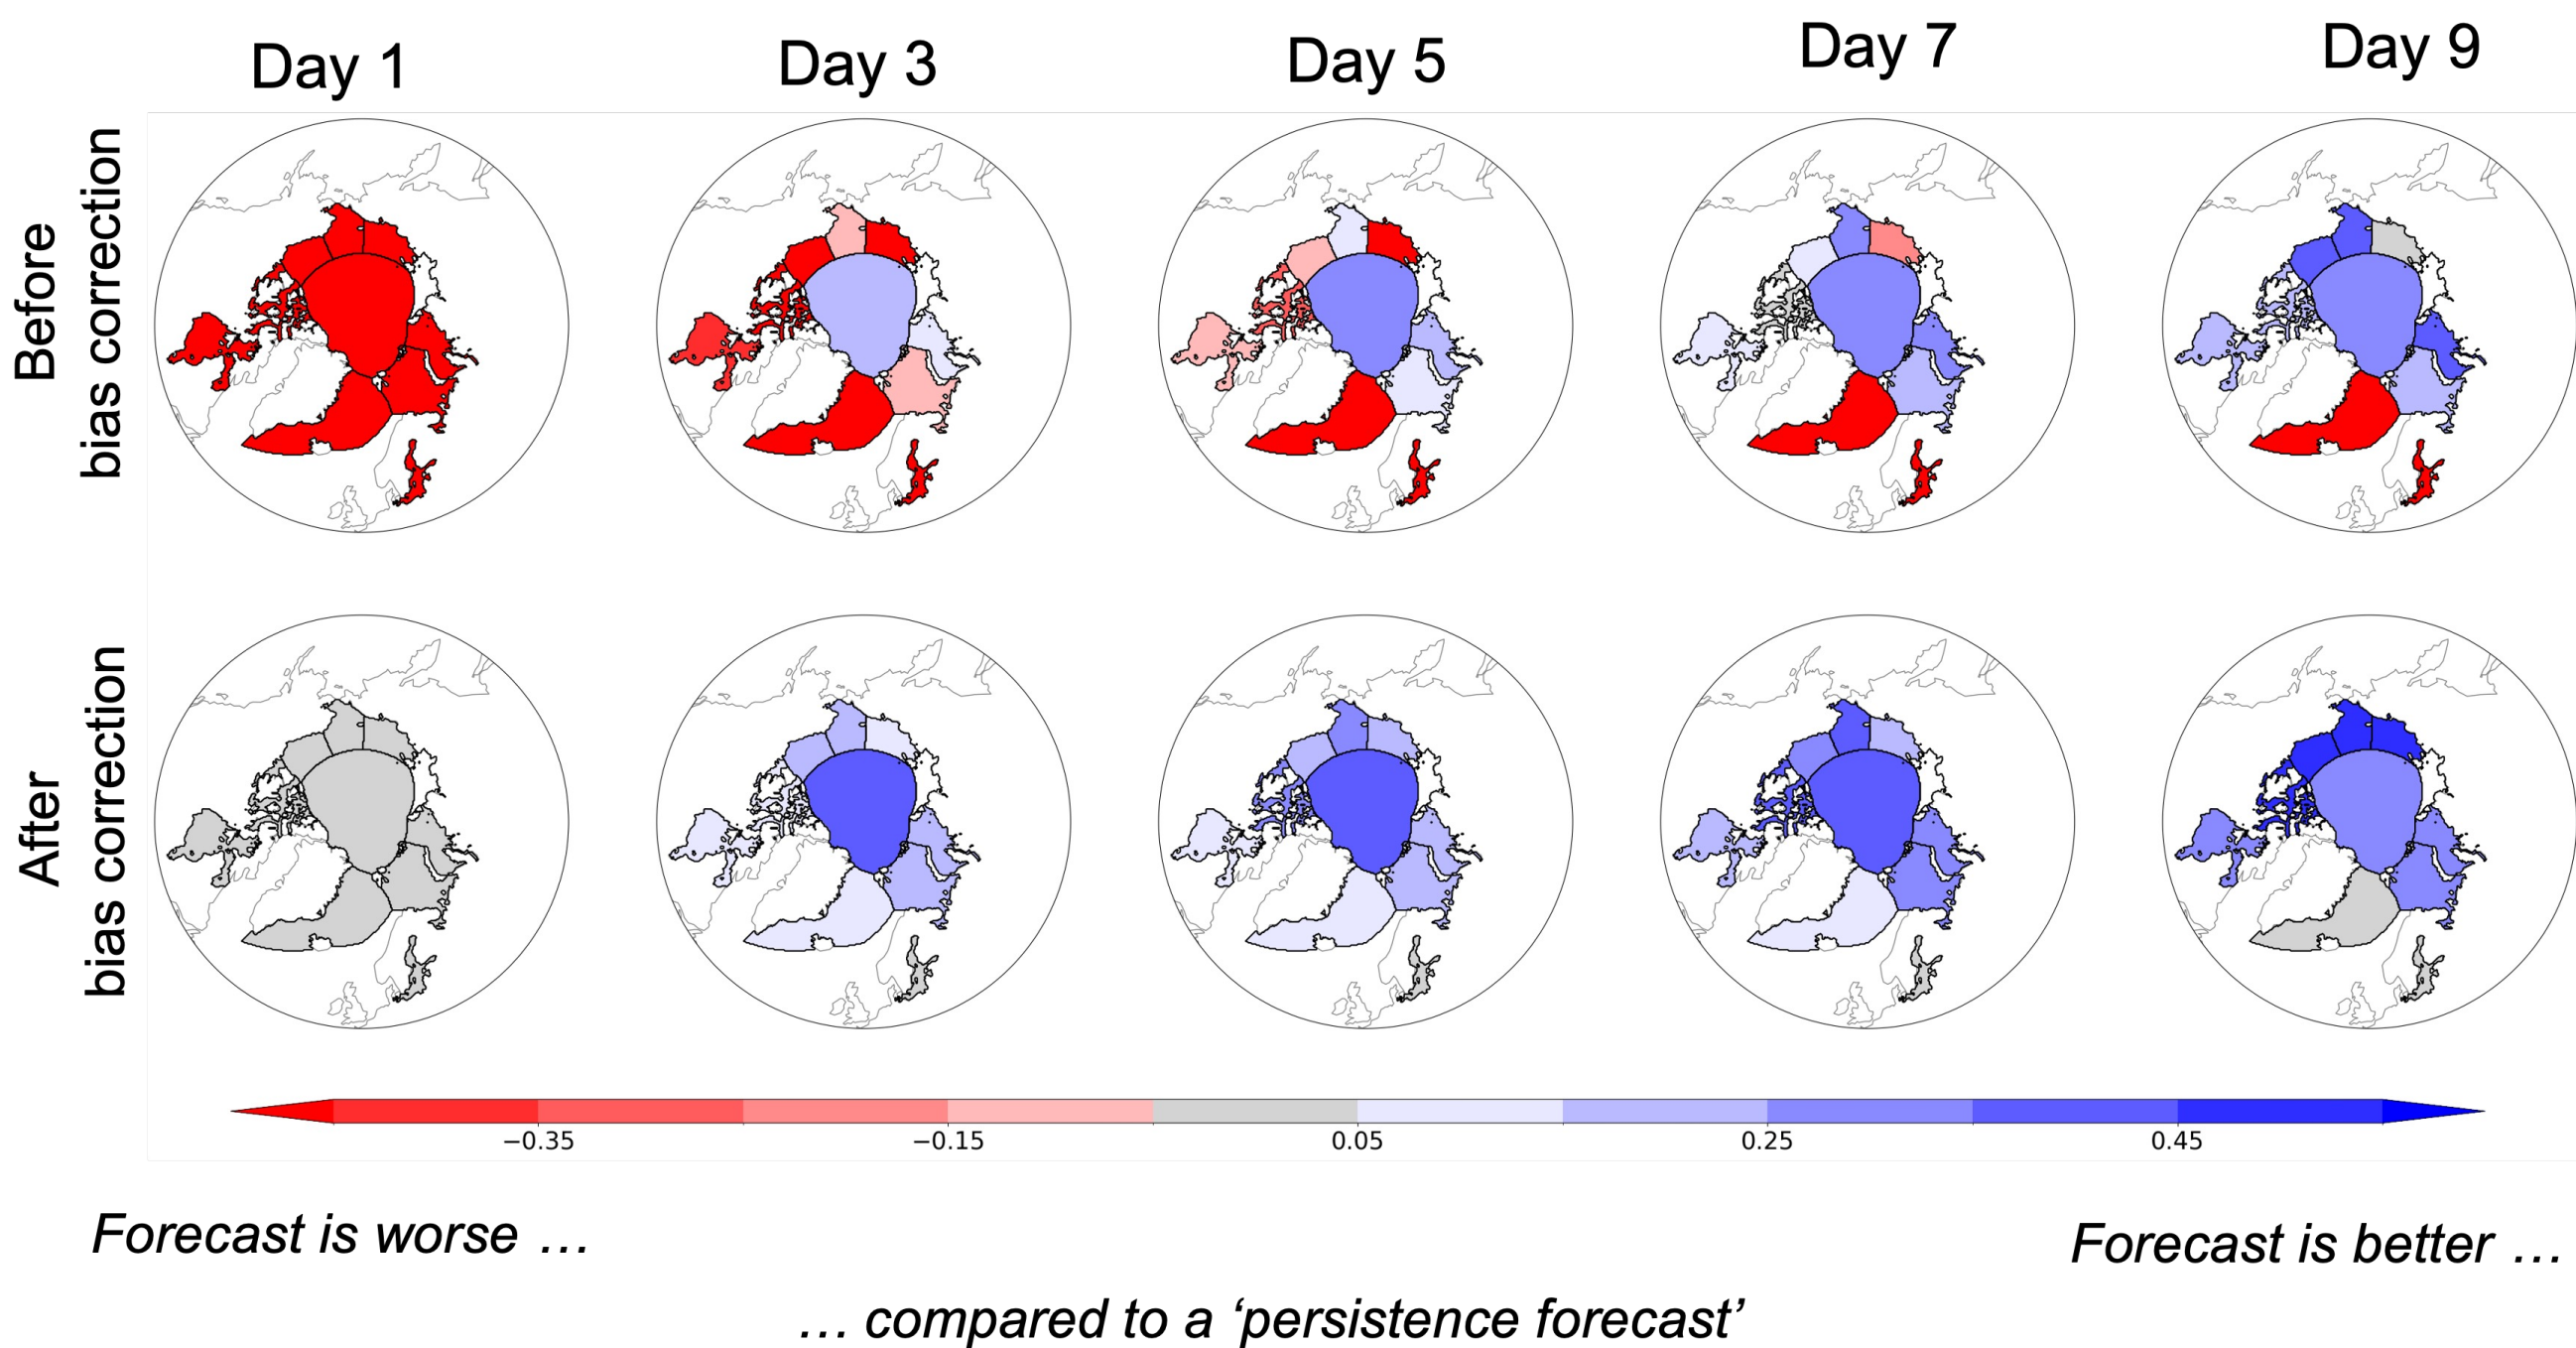 Day 1
Day 3
Day 5
Day 7
Day 9
Before
bias correction
After
bias correction
−0.35
−0.15
0.05
0.25
0.45
Forecast is worse …
Forecast is better …
… compared to a ‘persistence forecast’